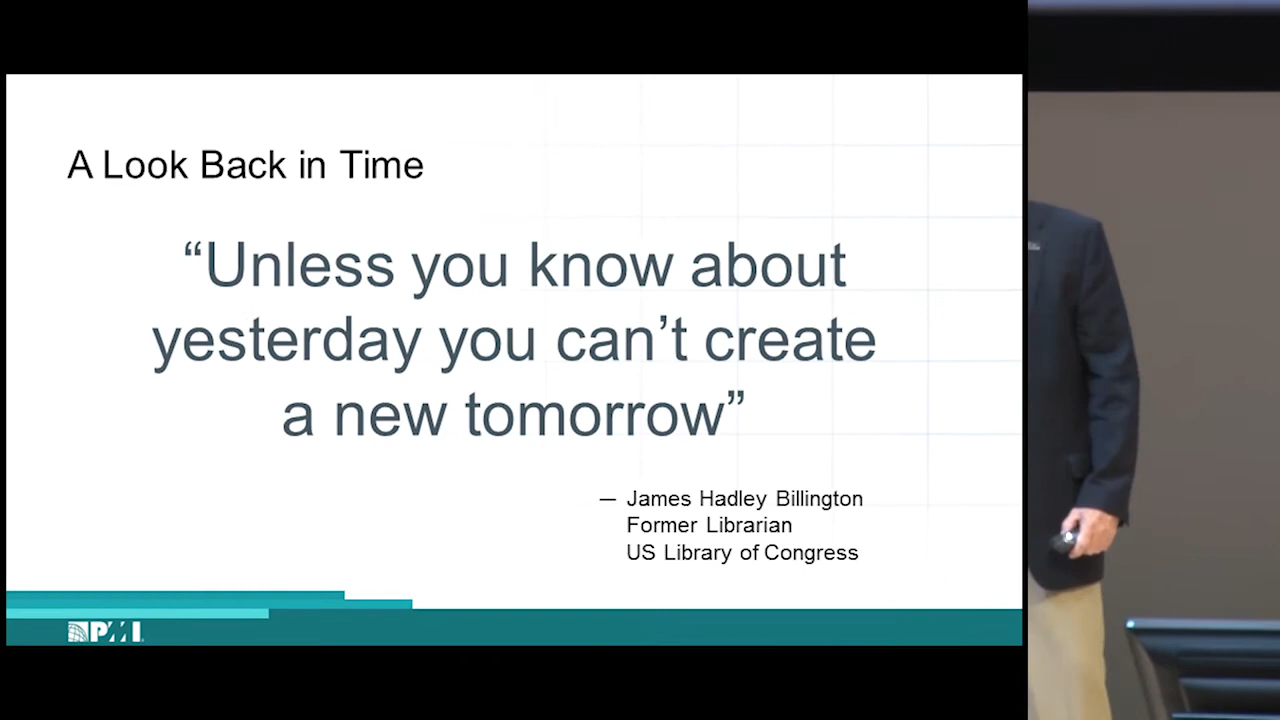 A Look Back in Time
“Unless you know about
yesterday you can’t create
a new tomorrow”
— James Hadley Billington
Former Librarian
US Library of Congress
PMI